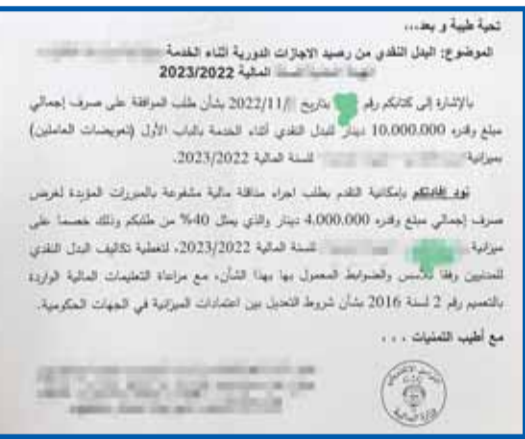 تحية طيبة و بعد،،،
الموضوع: البدل النقدي من رصيد الاجازات الدورية أثناء الخدمة
المالية 2023/2022
بالإشارة إلى كتابكم رقم بتاريخ /2022/11 بشأن طلب الموافقة على صرف إجمالي
مبلغ وقدره 10.000.000 دينار للبدل النقدي أثناء الخدمة بالباب الأول (تعويضات العاملين)
بميزانية للسنة المالية 2023/2022.
نود إفادتكم بإمكانية التقدم بطلب اجراء مناقلة مالية مشفوعة بالمبررات المؤيدة لغرض
صرف إجمالي مبلغ وقدره 4.000.000 دينار والذي يمثل 40% من طلبكم وذلك خصما على
ميزانية للسنة المالية 2023/2022، لتغطية تكاليف البدل النقدي
للمدنيين وفقا للأسس والضوابط المعمول بها بهذا الشأن، مع مراعاة التعليمات المالية الواردة
بالتعميم رقم 2 لسنة 2016 بشأن شروط التعديل بين اعتمادات الميزانية في الجهات الحكومية.
مع أطيب التمنيات ، ، ،